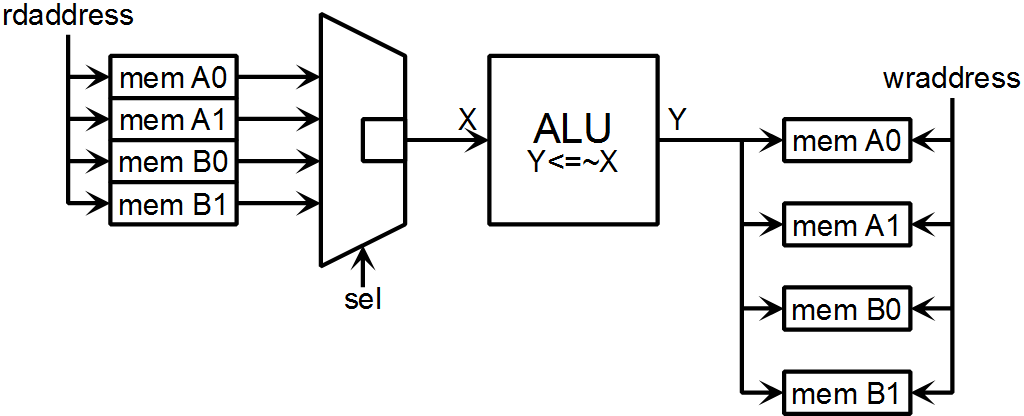 rdaddress
mem A0
mem A1
mem B0
mem B1
sel
X
ALU
Y<=~X
Y
wraddress
mem A0
mem A1
mem B0
mem B1